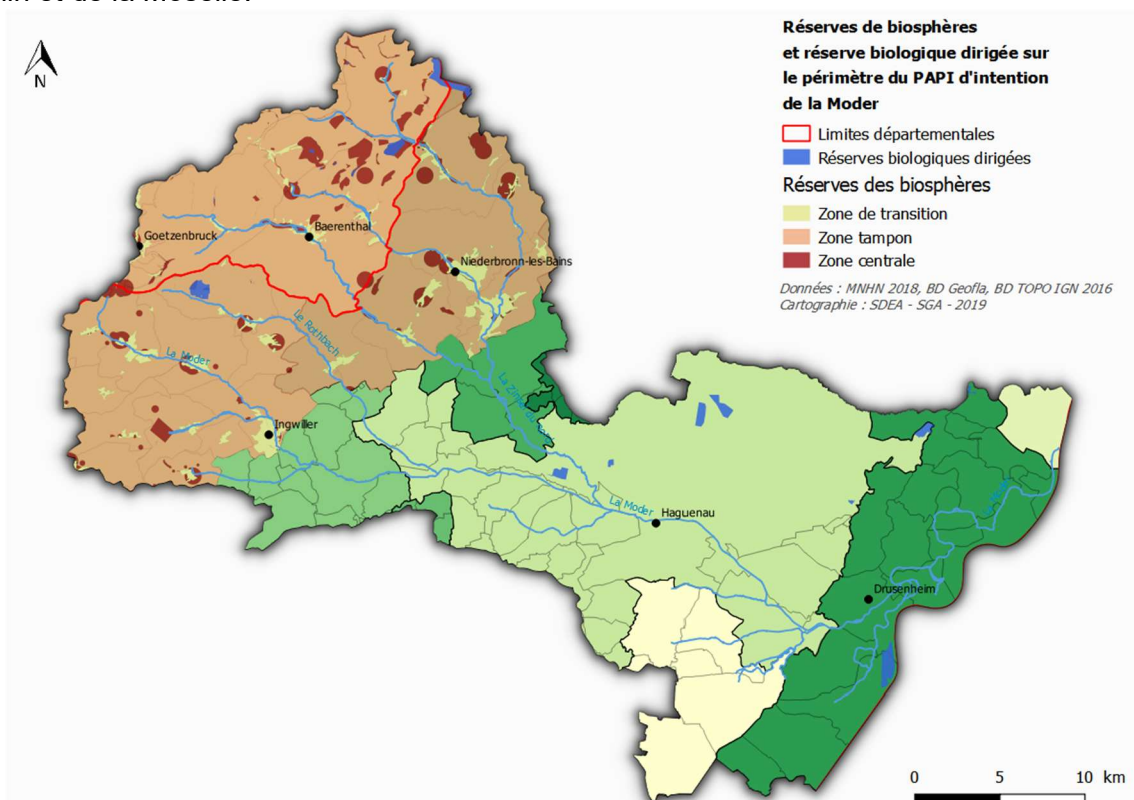 Réserves de biosphères
et réserve biologique dirigée sur
le périmètre du PAPI d'intention
de la Moder
N
Limites départementales
Réserves biologiques dirigées
Réserves des biosphères
Zone de transition
Zone tampon
Zone centrale
Données : MNHN 2018, BD Geofla, BD TOPO IGN 2016
Cartographie : SDEA - SGA - 2019
Goetzenbruck
Baerenthal
Niederbronn-les-Bains
Le Rothbach
La Moder
Ingwiller
La Moder
Haguenau
Drusenheim
0 5 10 km